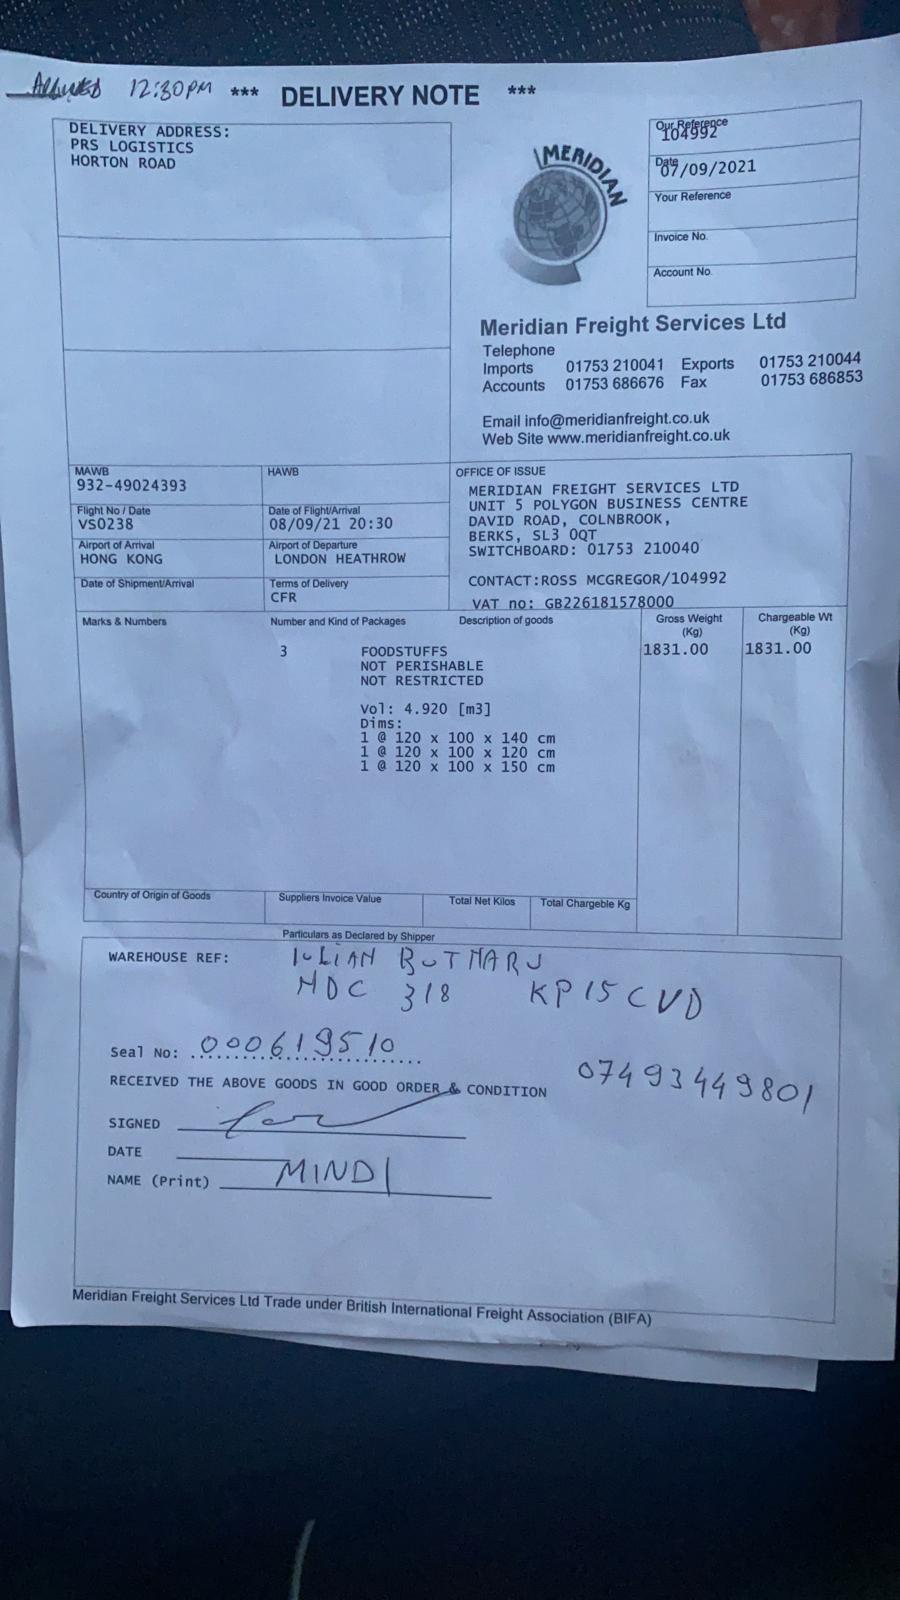 ARRIVED 12:30PM *** DELIVERY NOTE ***
DELIVERY ADDRESS:
PRS LOGISTICS
HORTON ROAD
MERIDIAN
Our Reference
104992
Date
07/09/2021
Your Reference
Invoice No.
Account No.
Meridian Freight Services Ltd
Telephone
Imports 01753 210041 Exports 01753 210044
Accounts 01753 686676 Fax 01753 686853
Email info@meridianfreight.co.uk
Web Site www.meridianfreight.co.uk
MAWB
932-49024393
HAWB
Flight No / Date
VS0238
Date of Flight/Arrival
08/09/21 20:30
Airport of Arrival
HONG KONG
Airport of Departure
LONDON HEATHROW
Date of Shipment/Arrival
Terms of Delivery
CFR
OFFICE OF ISSUE
MERIDIAN FREIGHT SERVICES LTD
UNIT 5 POLYGON BUSINESS CENTRE
DAVID ROAD, COLNBROOK,
BERKS, SL3 0QT
SWITCHBOARD: 01753 210040
CONTACT:ROSS MCGREGOR/104992
VAT no: GB226181578000
Marks & Numbers Number and Kind of Packages Description of goods Gross Weight (Kg) Chargeable Wt (Kg)
3 FOODSTUFFS 1831.00 1831.00
NOT PERISHABLE
NOT RESTRICTED
Vol: 4.920 [m3]
Dims:
1 @ 120 x 100 x 140 cm
1 @ 120 x 100 x 120 cm
1 @ 120 x 100 x 150 cm
Country of Origin of Goods Suppliers Invoice Value Total Net Kilos Total Chargeble Kg
Particulars as Declared by Shipper
WAREHOUSE REF: IULIAN BUTNARU
HDC 318 KP15CVD
Seal No: 000619510
07493449801
RECEIVED THE ABOVE GOODS IN GOOD ORDER & CONDITION
SIGNED
DATE
NAME (Print) MINDI
Meridian Freight Services Ltd Trade under British International Freight Association (BIFA)